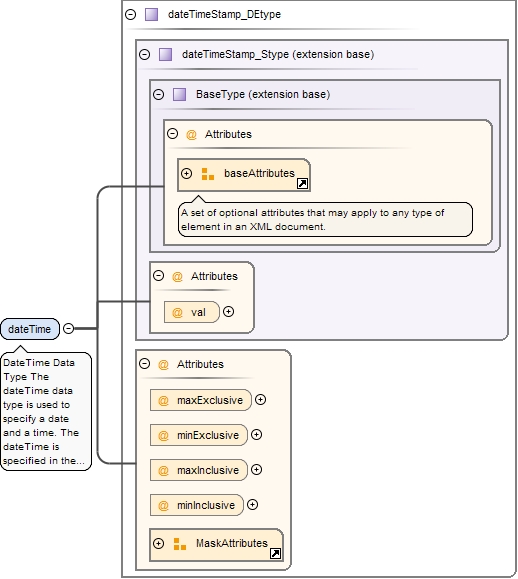 dateTimeStamp_DEtype
dateTimeStamp_Stype (extension base)
BaseType (extension base)
@ Attributes
baseAttributes
A set of optional attributes that may apply to any type of
element in an XML document.
@ Attributes
@ val
dateTime
DateTime Data
Type The
dateTime data
type is used to
specify a date
and a time. The
dateTime is
specified in the...
@ Attributes
@ maxExclusive
@ minExclusive
@ maxInclusive
@ minInclusive
MaskAttributes